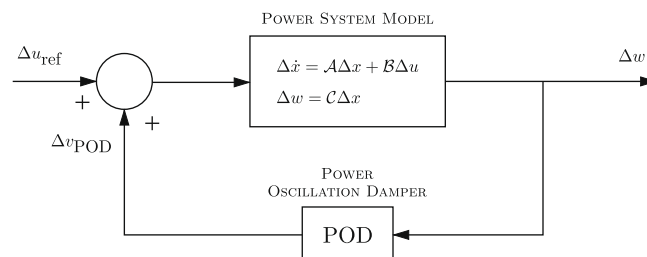 POWER SYSTEM MODEL
Δu_ref
Δẋ = 𝒜Δx + ℬΔu
Δw
Δw = 𝒞Δx
+
+
Δv_POD
POWER
OSCILLATION DAMPER
POD